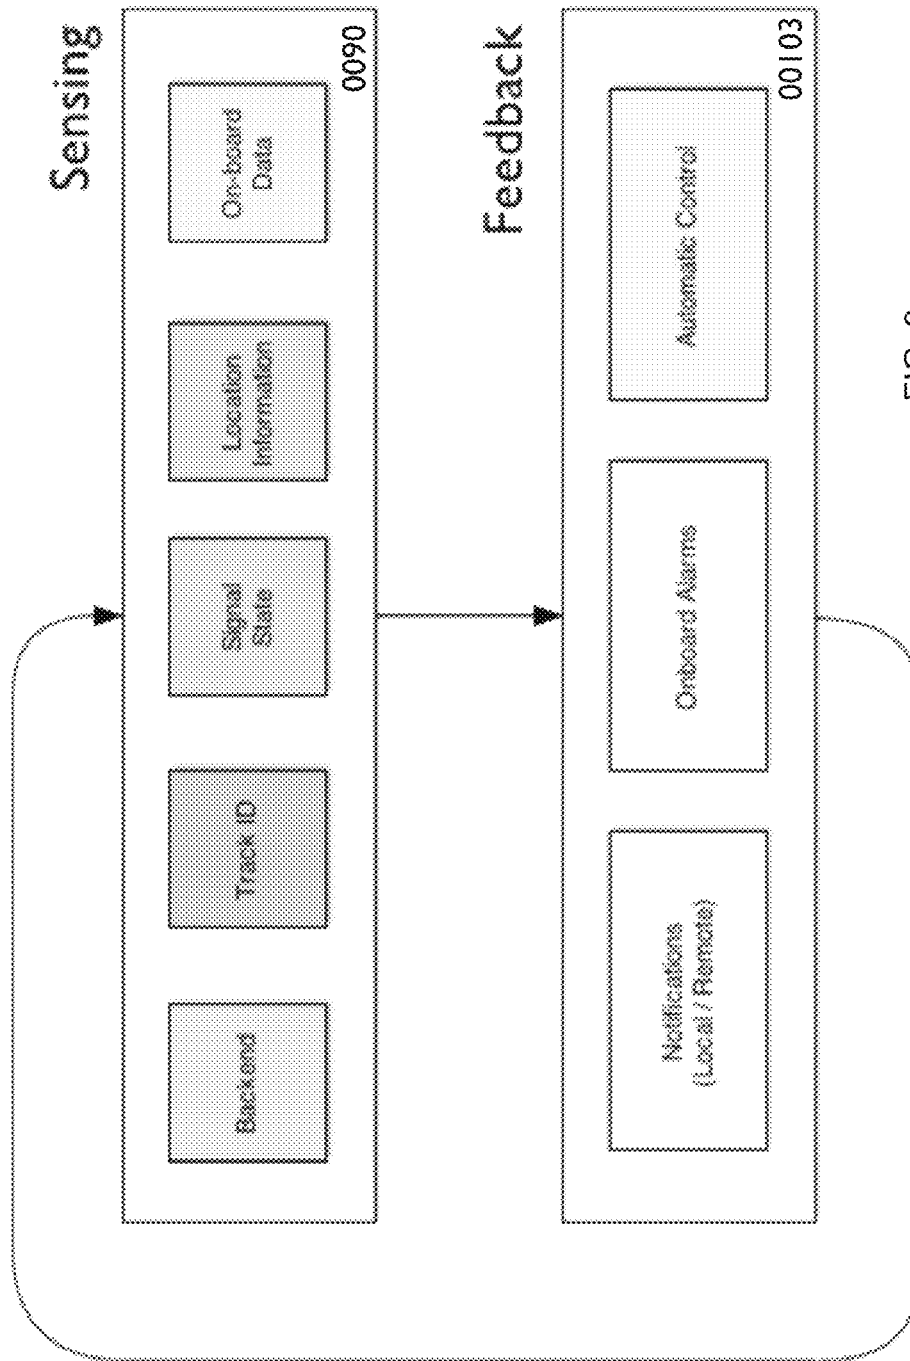 Sensing
Backend
Track ID
Signal
State
Location
Information
On-board
Data
0090
Feedback
Notifications
(Local / Remote)
Onboard Alarms
Automatic Control
00103
FIG.